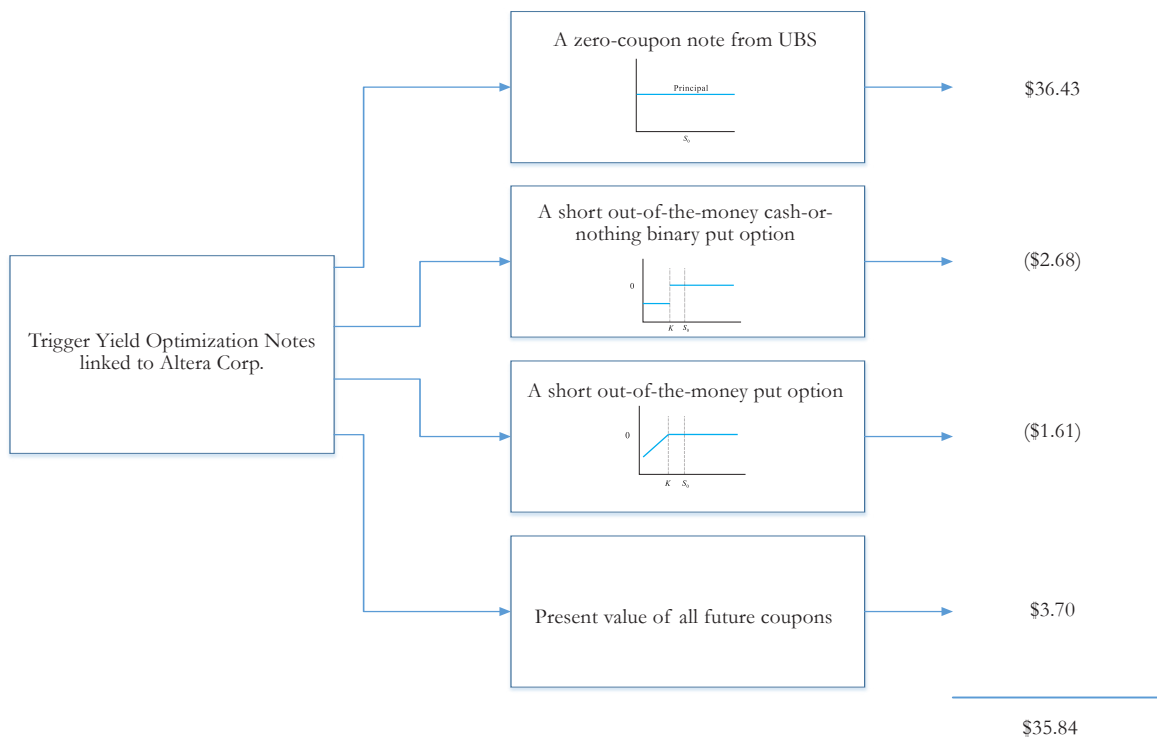 A zero-coupon note from UBS
Principal
S0
$36.43
A short out-of-the-money cash-or-
nothing binary put option
0
K
S0
($2.68)
Trigger Yield Optimization Notes
linked to Altera Corp.
A short out-of-the-money put option
0
K
S0
($1.61)
Present value of all future coupons
$3.70
$35.84